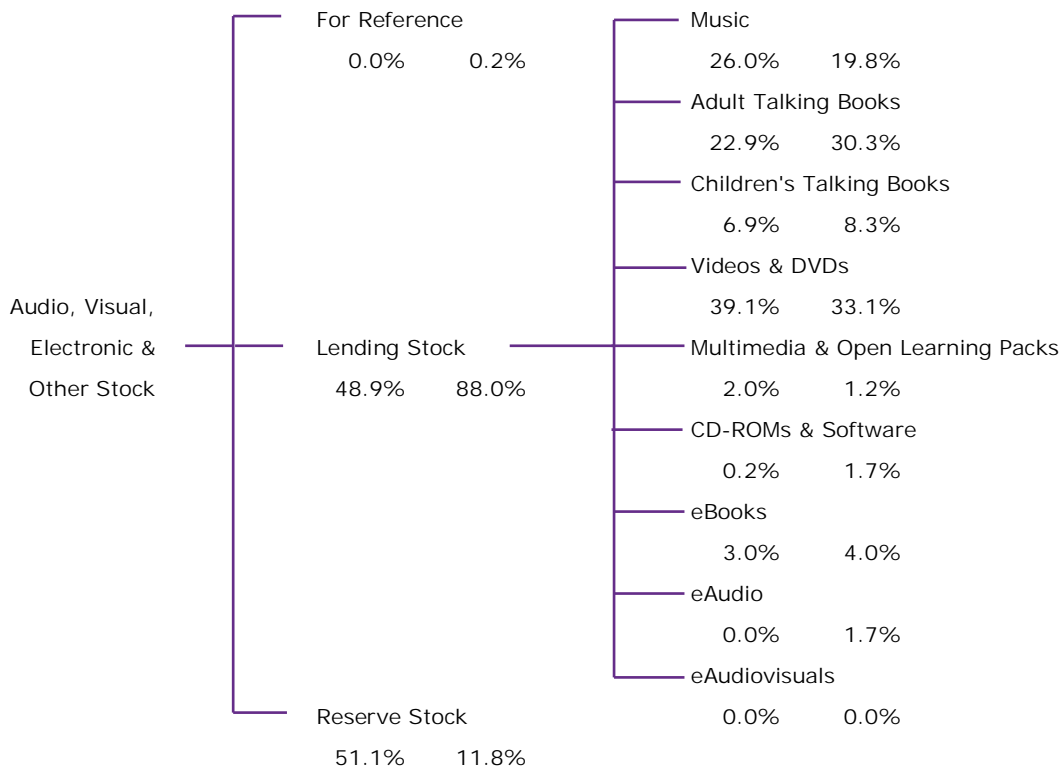 For Reference
0.0% 0.2%
Audio, Visual,
Electronic &
Other Stock
Lending Stock
48.9% 88.0%
Reserve Stock
51.1% 11.8%
Music
26.0% 19.8%
Adult Talking Books
22.9% 30.3%
Children's Talking Books
6.9% 8.3%
Videos & DVDs
39.1% 33.1%
Multimedia & Open Learning Packs
2.0% 1.2%
CD-ROMs & Software
0.2% 1.7%
eBooks
3.0% 4.0%
eAudio
0.0% 1.7%
eAudiovisuals
0.0% 0.0%